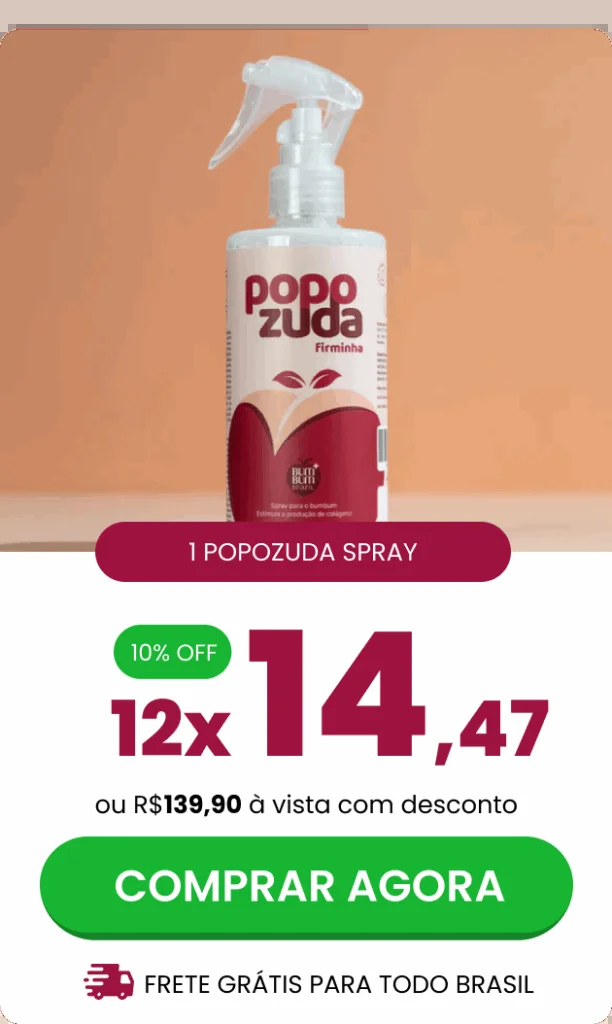 popo
zuda
Firminha
BUM
BUM
BRAZIL
Spray para o bumbum
Estimula a produção de colágeno
1 POPOZUDA SPRAY
10% OFF
12x 14,47
ou R$139,90 à vista com desconto
COMPRAR AGORA
FRETE GRÁTIS PARA TODO BRASIL